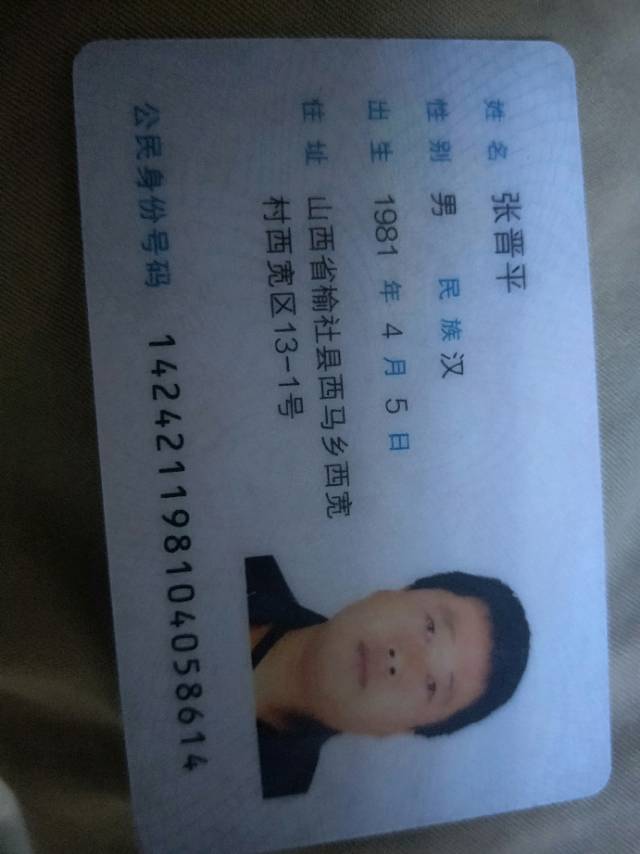 姓名 张晋平
性别 男 民族 汉
出生 1981 年 4 月 5 日
住址 山西省榆社县西马乡西宽
村西宽区13-1号
公民身份号码 142421198104058614